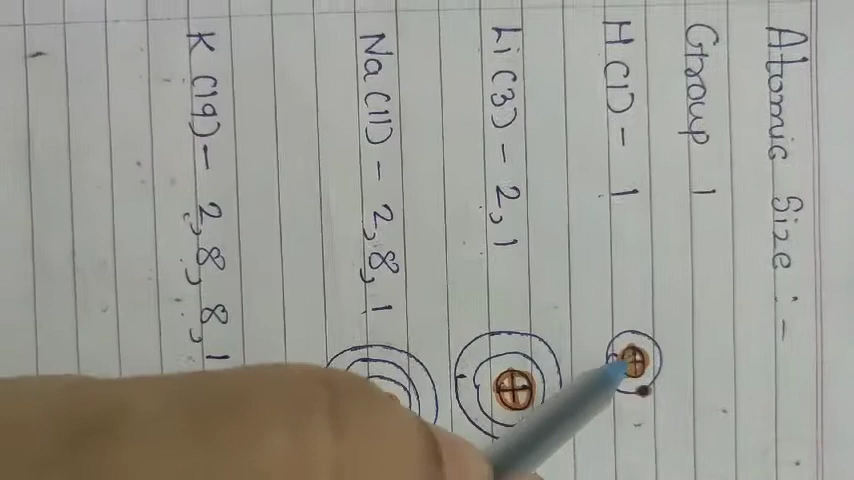 Atomic Size :-
Group 1
H (1) - 1
Li (3) - 2, 1
Na (11) - 2, 8, 1
K (19) - 2, 8, 8, 1